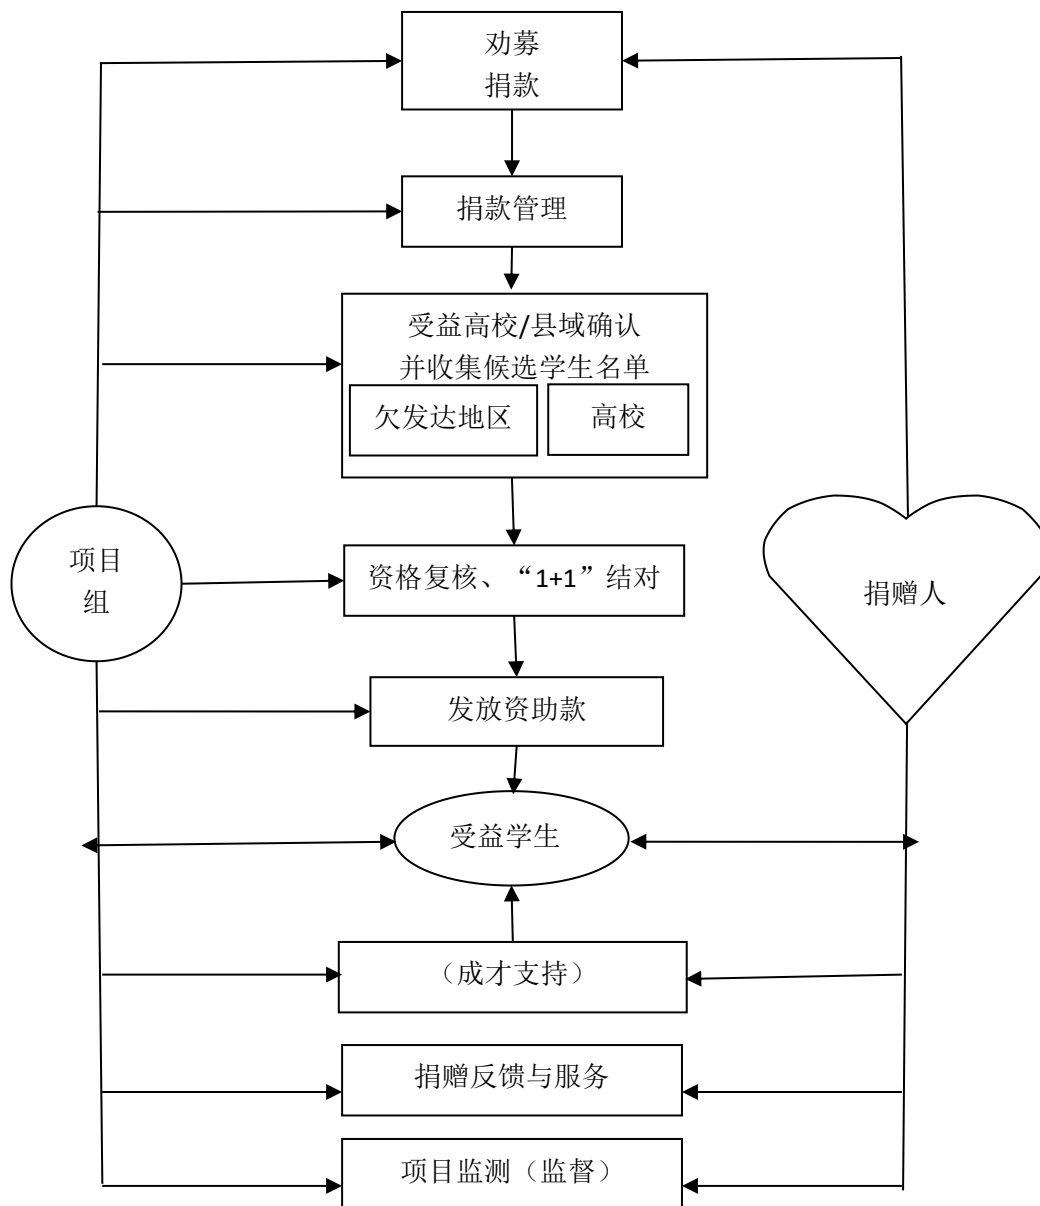 劝募
捐款
捐款管理
受益高校/县域确认
并收集候选学生名单
欠发达地区
高校
项目
组
资格复核、“1+1”结对
捐赠人
发放资助款
受益学生
（成才支持）
捐赠反馈与服务
项目监测（监督）